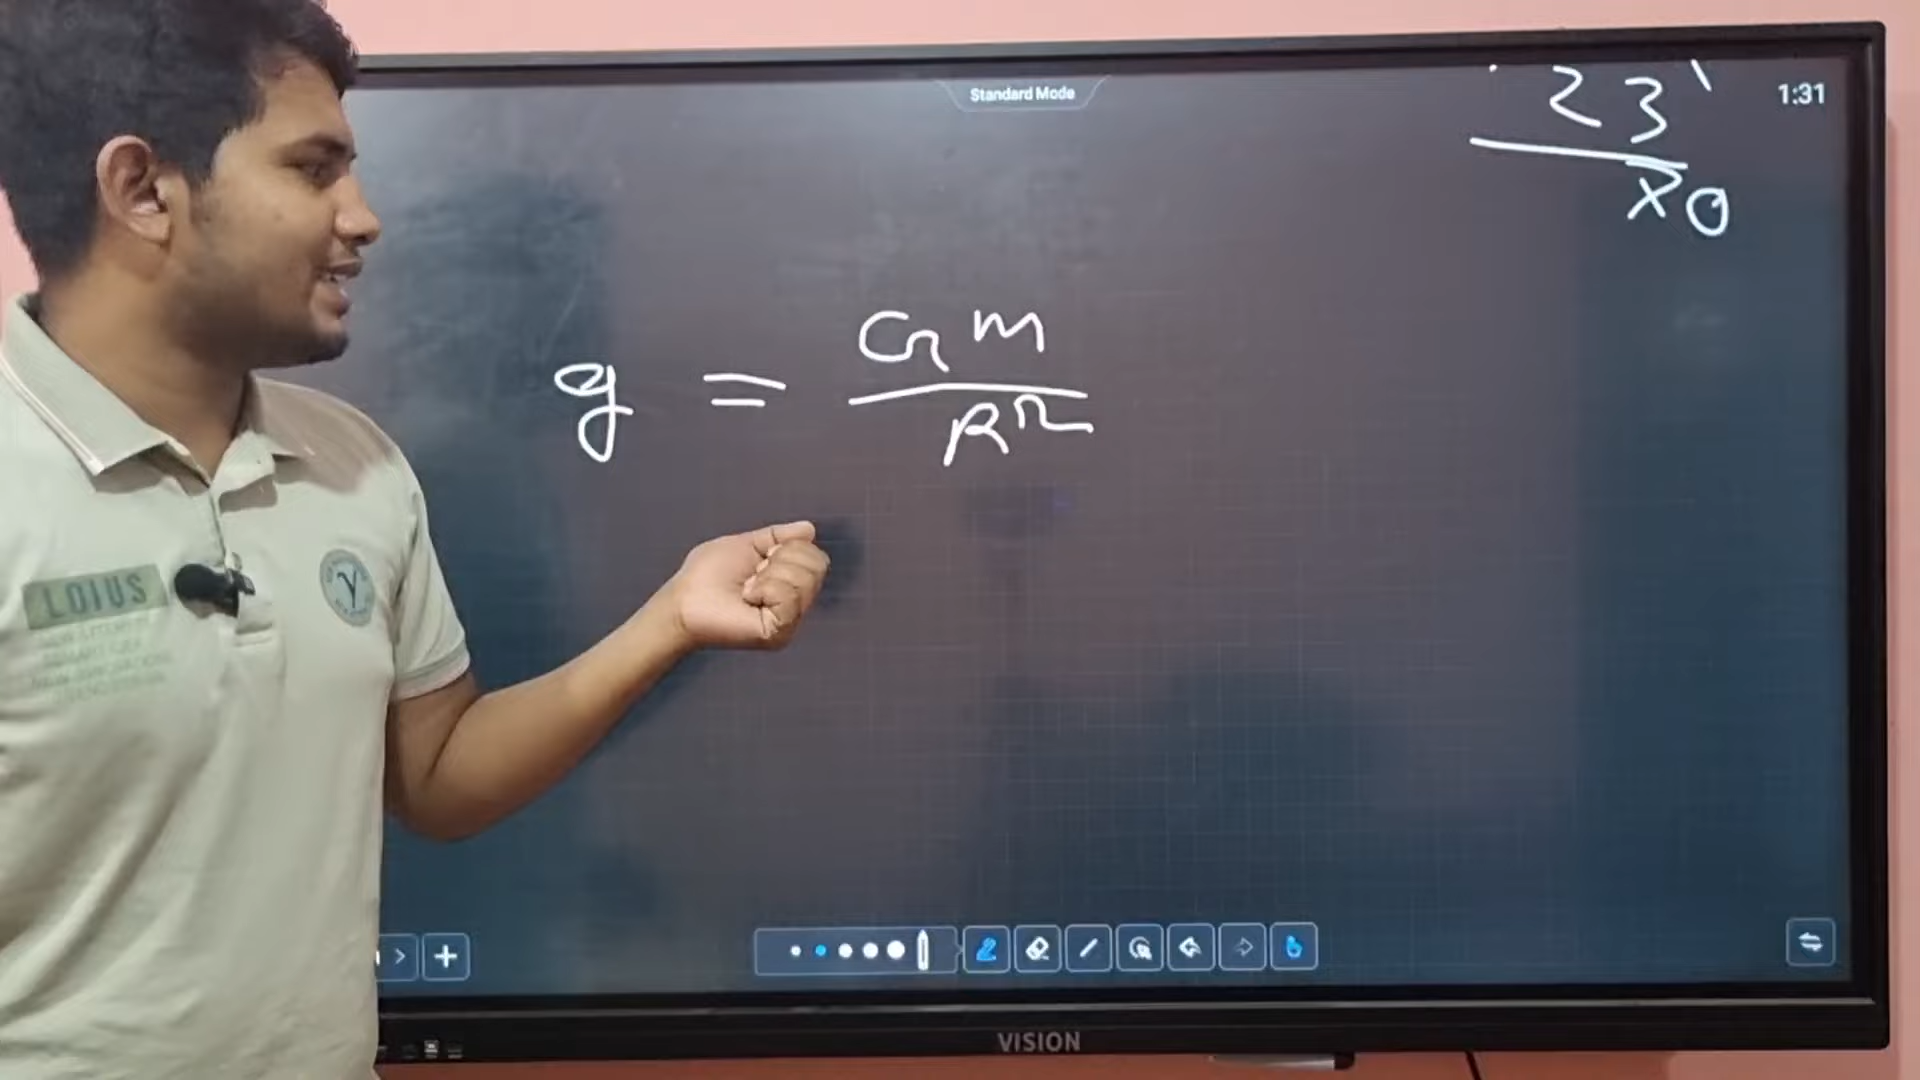 Standard Mode
1:31
23
x0
g = GM / R²
LOIUS
VISION